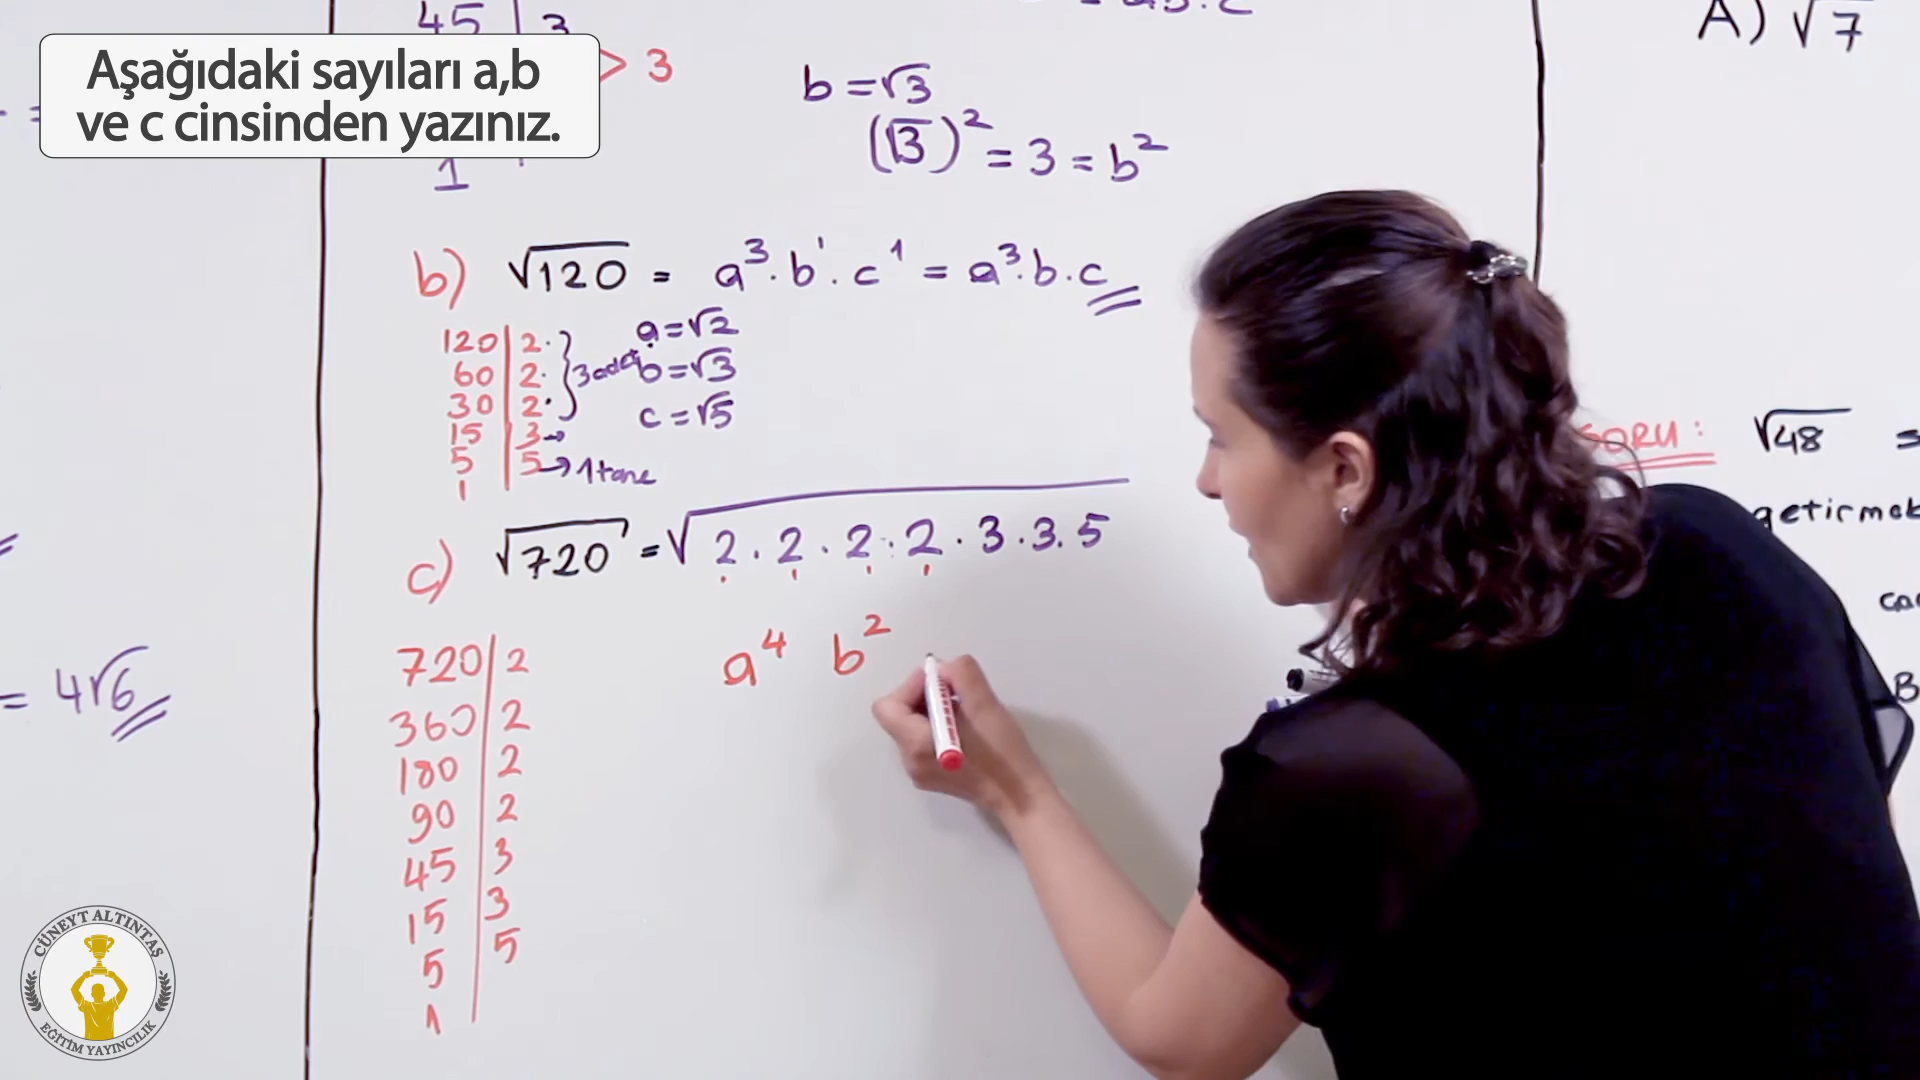 45 3
Aşağıdaki sayıları a,b
ve c cinsinden yazınız.
> 3
1
b = √3
(√3)² = 3 = b²
b) √120 = a³ . b¹ . c¹ = a³.b.c
120 2
60 2
30 2
15 3
5 5 → 1 tane
1
3 adet
a = √2
b = √3
c = √5
c) √720 = √2 . 2 . 2 . 2 . 3 . 3 . 5
720 2
360 2
180 2
90 2
45 3
15 3
5 5
1
a⁴ b²
= 4√6
A) √7
SORU : √48
CÜNEYT ALTINTAŞ
EĞİTİM YAYINCILIK